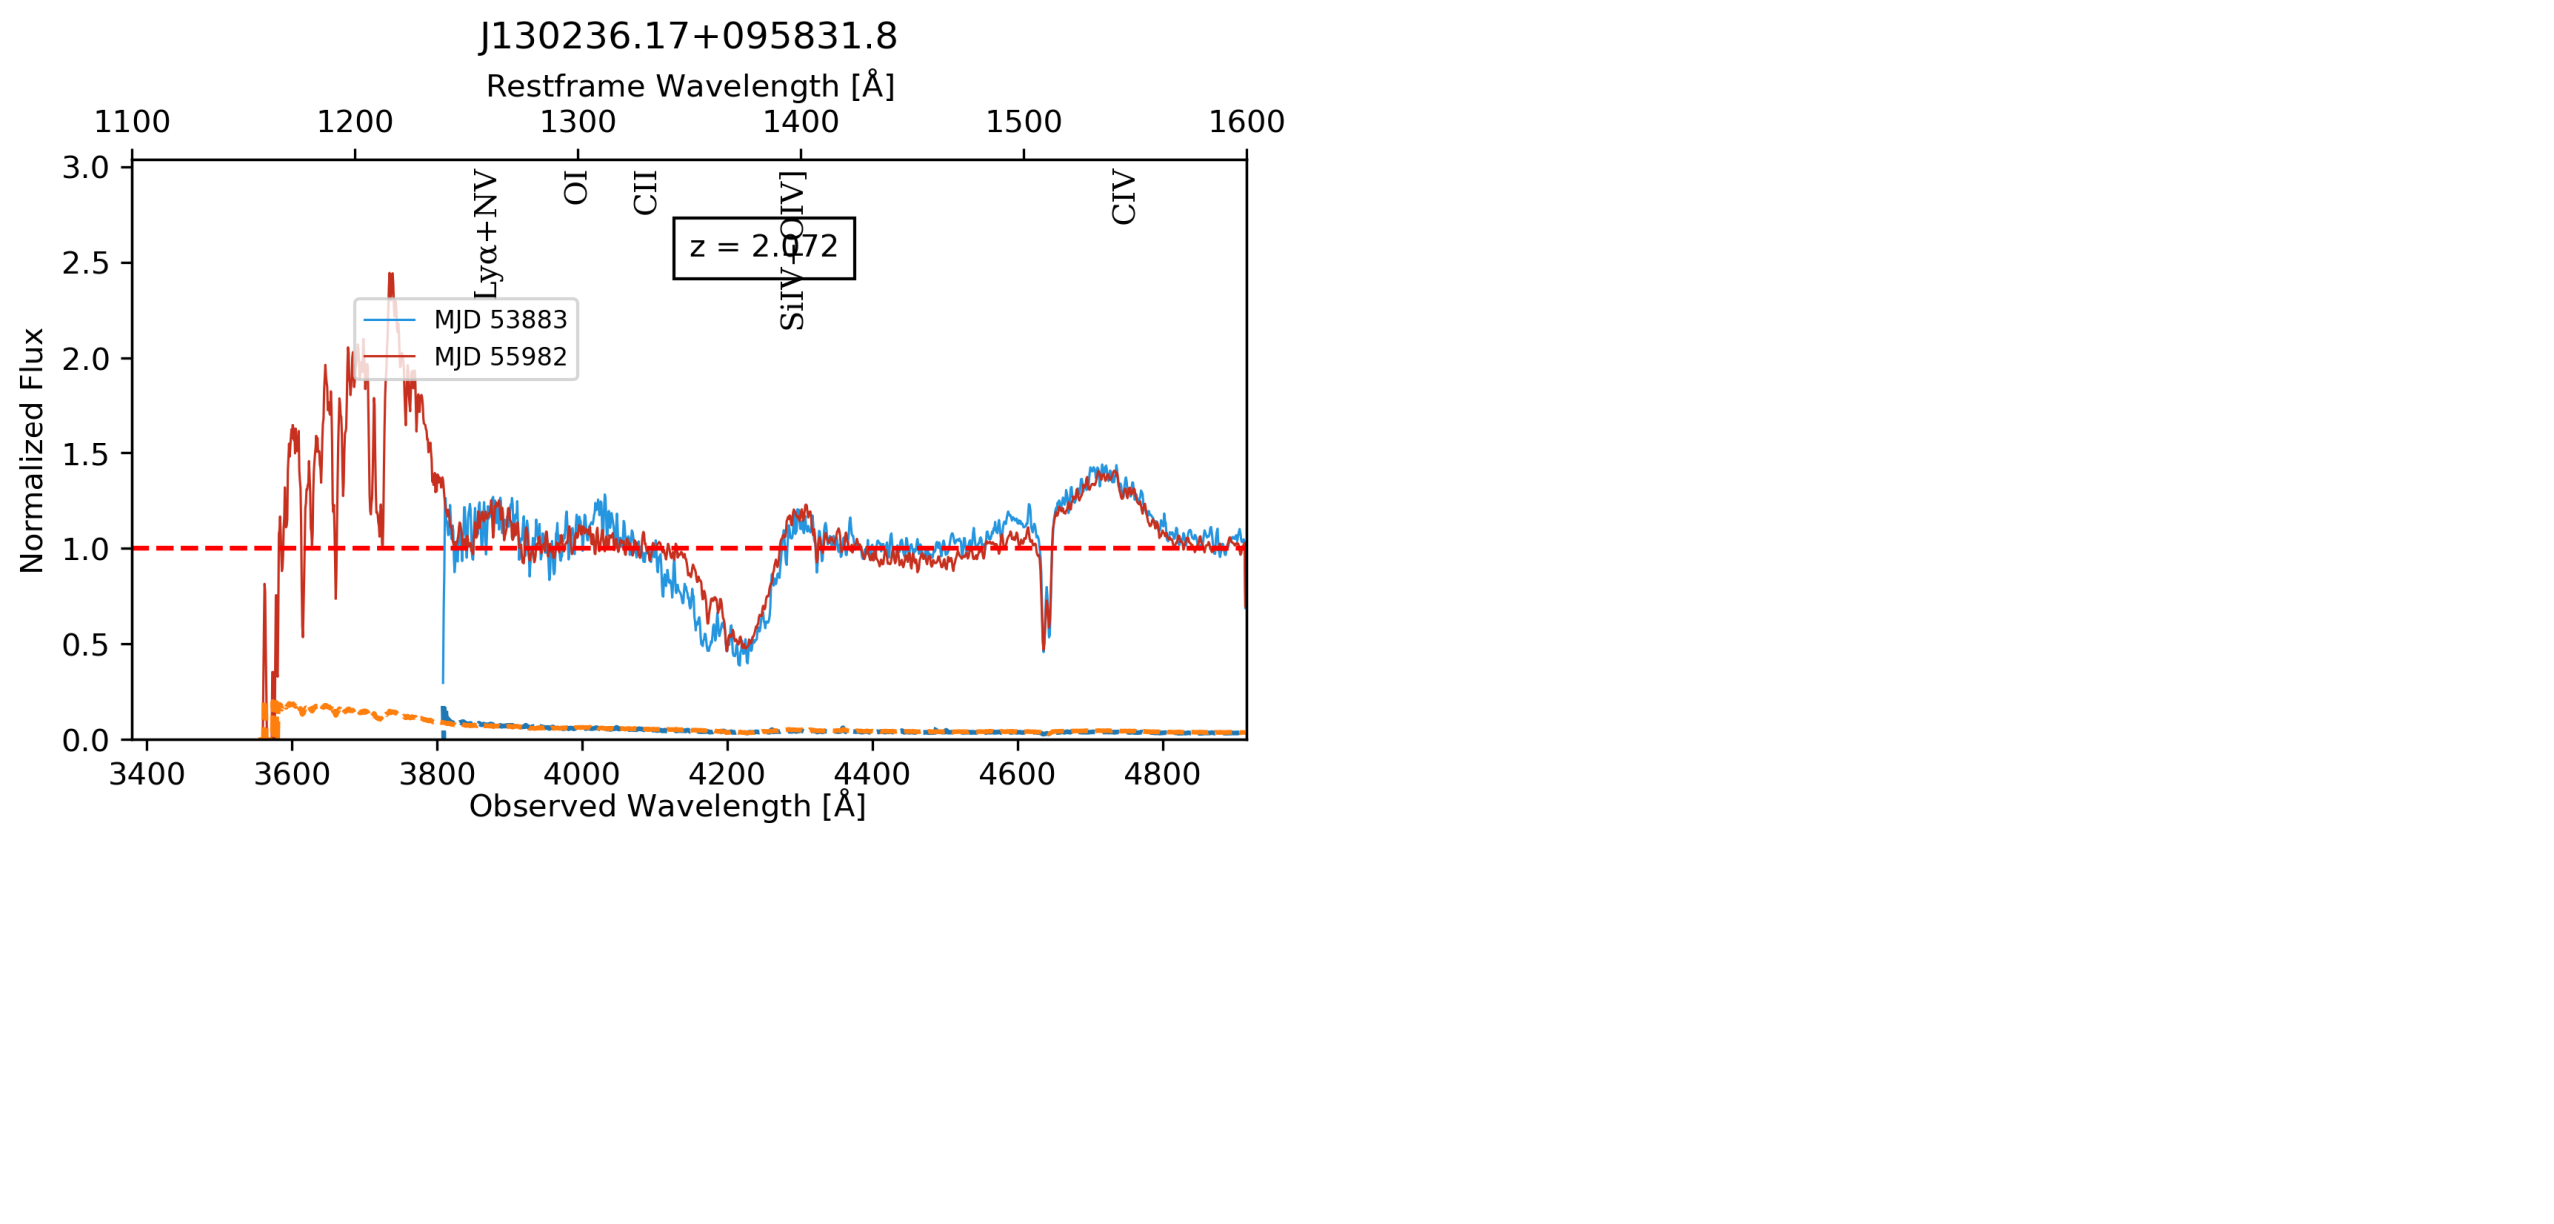 J130236.17+095831.8
Restframe Wavelength [Å]
1100 1200 1300 1400 1500 1600
3.0
2.5
2.0
1.5
1.0
0.5
0.0
Normalized Flux
Lyα+NV
OI
CII
SiIV+OIV]
CIV
z = 2.072
MJD 53883
MJD 55982
3400 3600 3800 4000 4200 4400 4600 4800
Observed Wavelength [Å]